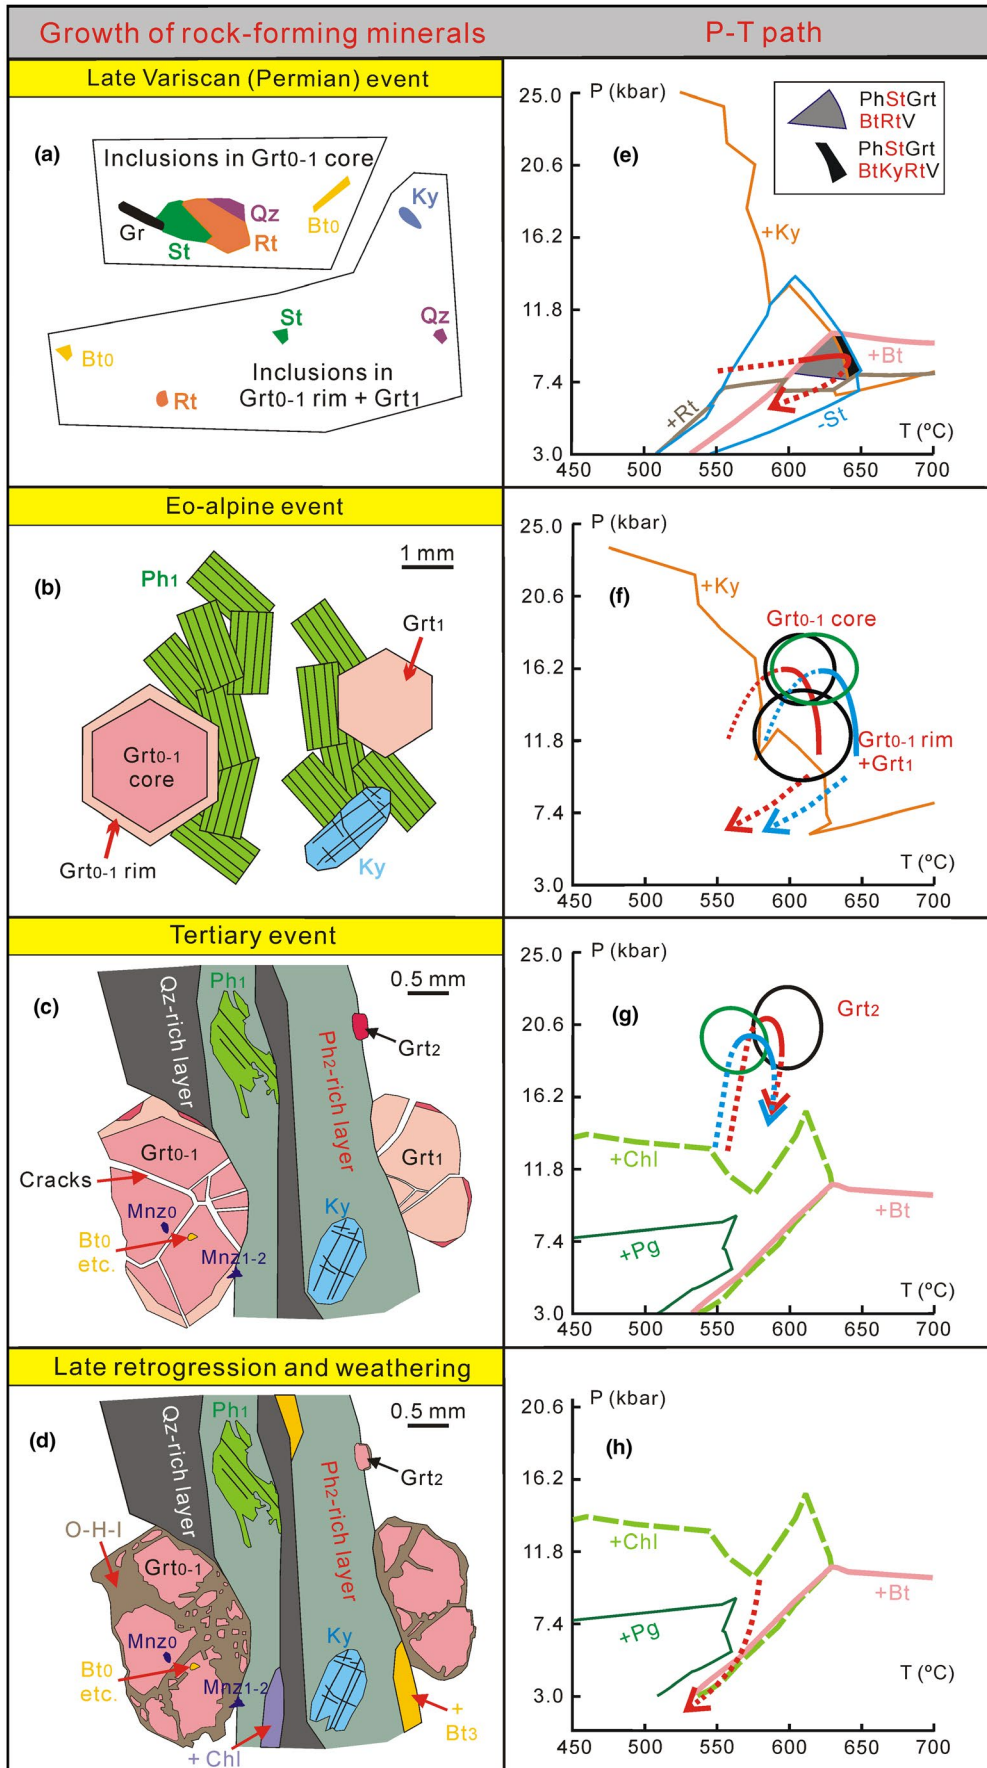 Growth of rock-forming minerals
P-T path
Late Variscan (Permian) event
(a)
Inclusions in Grt0-1 core
Gr
St
Rt
Qz
Bt0
Ky
Bt0
St
Qz
Rt
Inclusions in
Grt0-1 rim + Grt1
(e)
P (kbar)
25.0
20.6
16.2
11.8
7.4
3.0
PhStGrt
BtRtV
PhStGrt
BtKyRtV
+Ky
+Bt
+Rt
-St
T (ºC)
450 500 550 600 650 700
Eo-alpine event
(b)
1 mm
Ph1
Grt1
Grt0-1
core
Grt0-1 rim
Ky
(f)
P (kbar)
25.0
20.6
16.2
11.8
7.4
3.0
+Ky
Grt0-1 core
Grt0-1 rim
+Grt1
T (ºC)
450 500 550 600 650 700
Tertiary event
(c)
0.5 mm
Qz-rich layer
Ph1
Ph2-rich layer
Grt2
Grt0-1
Grt1
Cracks
Mnz0
Bt0
etc.
Mnz1-2
Ky
(g)
P (kbar)
25.0
20.6
16.2
11.8
7.4
3.0
Grt2
+Chl
+Bt
+Pg
T (ºC)
450 500 550 600 650 700
Late retrogression and weathering
(d)
0.5 mm
Qz-rich layer
Ph1
Ph2-rich layer
Grt2
O-H-I
Grt0-1
Mnz0
Bt0
etc.
Mnz1-2
Ky
+
Bt3
+ Chl
(h)
P (kbar)
20.6
16.2
11.8
7.4
3.0
+Chl
+Bt
+Pg
T (ºC)
450 500 550 600 650 700